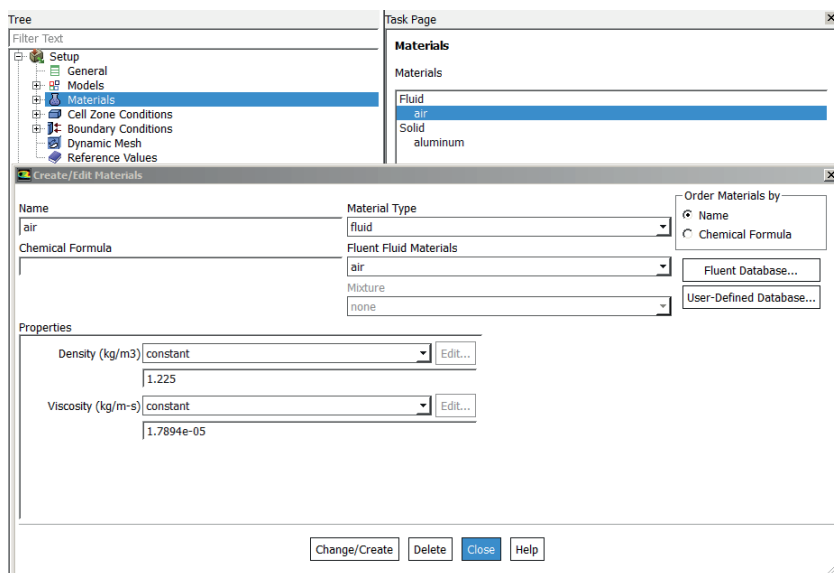 Tree
Filter Text
Setup
General
Models
Materials
Cell Zone Conditions
Boundary Conditions
Dynamic Mesh
Reference Values
Task Page
Materials
Materials
Fluid
air
Solid
aluminum
Create/Edit Materials
Name
air
Chemical Formula
Material Type
fluid
Fluent Fluid Materials
air
Mixture
none
Order Materials by
Name
Chemical Formula
Fluent Database...
User-Defined Database...
Properties
Density (kg/m3) constant Edit...
1.225
Viscosity (kg/m-s) constant Edit...
1.7894e-05
Change/Create Delete Close Help